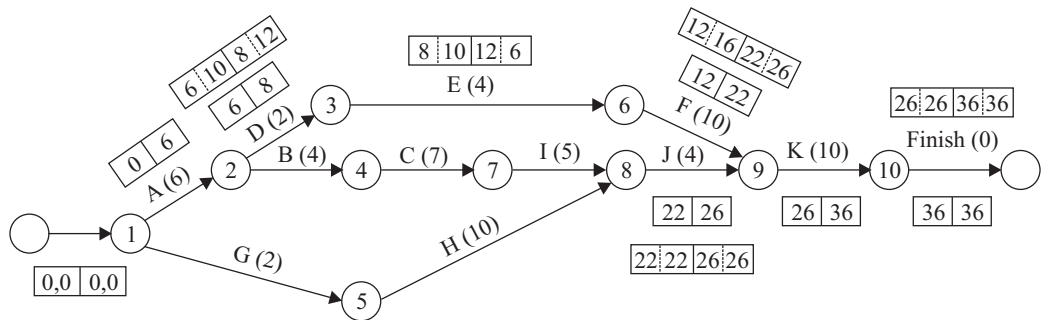 6 10 8 12
8 10 12 6
12 16 22 26
6 8
12 22
0 6
E (4)
26 26 36 36
D (2)
3
6
F (10)
Finish (0)
A (6)
2
B (4)
4
C (7)
7
I (5)
8
J (4)
9
K (10)
10
22 26
26 36
36 36
1
G (2)
H (10)
22 22 26 26
0,0 0,0
5